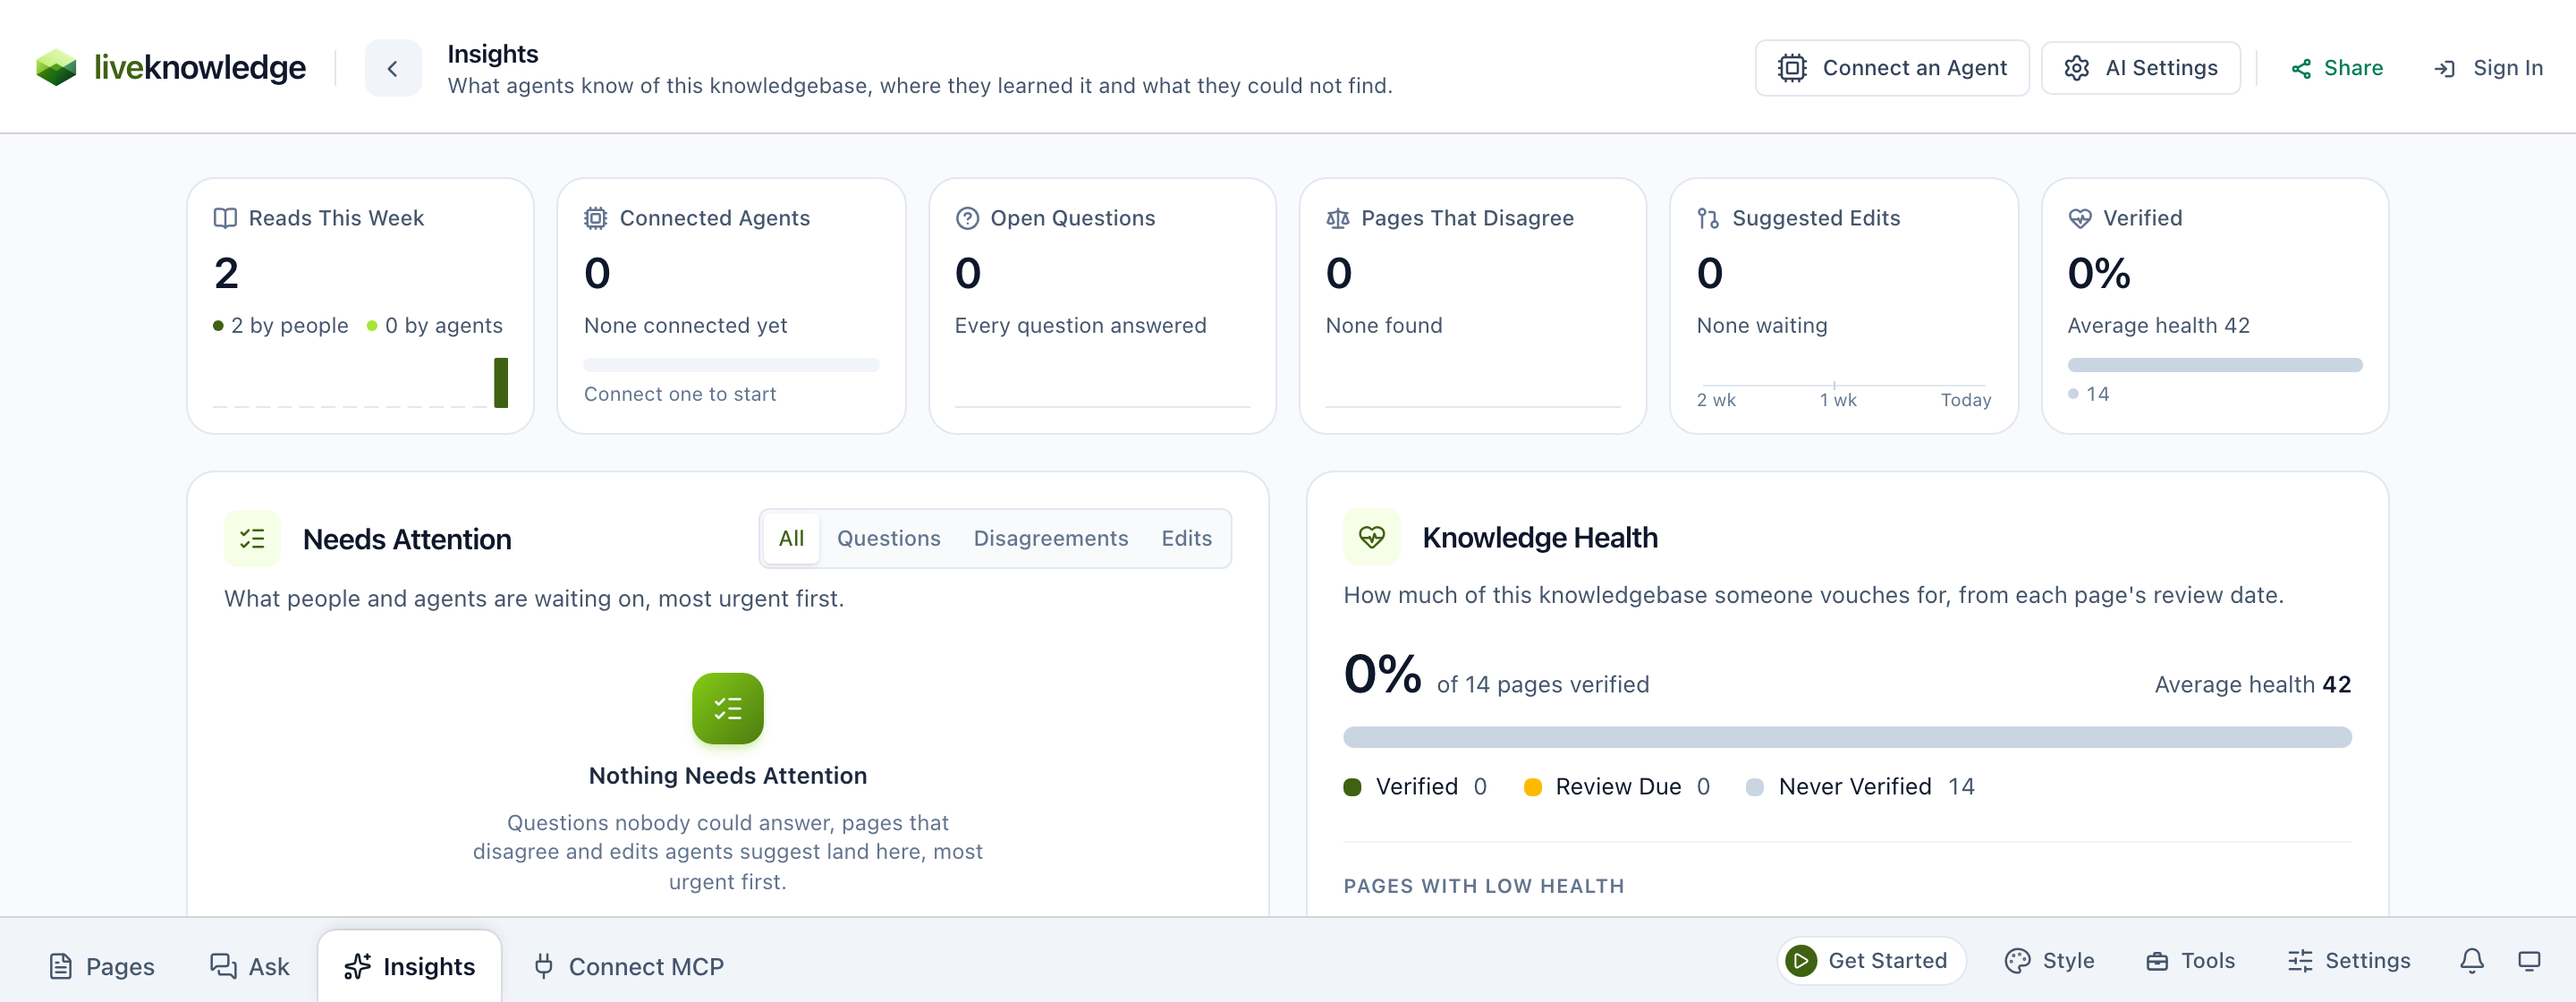 liveknowledge
Insights
What agents know of this knowledgebase, where they learned it and what they could not find.
Connect an Agent
AI Settings
Share
Sign In
Reads This Week
2
2 by people
0 by agents
Connected Agents
0
None connected yet
Connect one to start
Open Questions
0
Every question answered
Pages That Disagree
0
None found
Suggested Edits
0
None waiting
2 wk
1 wk
Today
Verified
0%
Average health 42
14
Needs Attention
All
Questions
Disagreements
Edits
What people and agents are waiting on, most urgent first.
Nothing Needs Attention
Questions nobody could answer, pages that
disagree and edits agents suggest land here, most
urgent first.
Knowledge Health
How much of this knowledgebase someone vouches for, from each page's review date.
0% of 14 pages verified
Average health 42
Verified 0
Review Due 0
Never Verified 14
PAGES WITH LOW HEALTH
Pages
Ask
Insights
Connect MCP
Get Started
Style
Tools
Settings